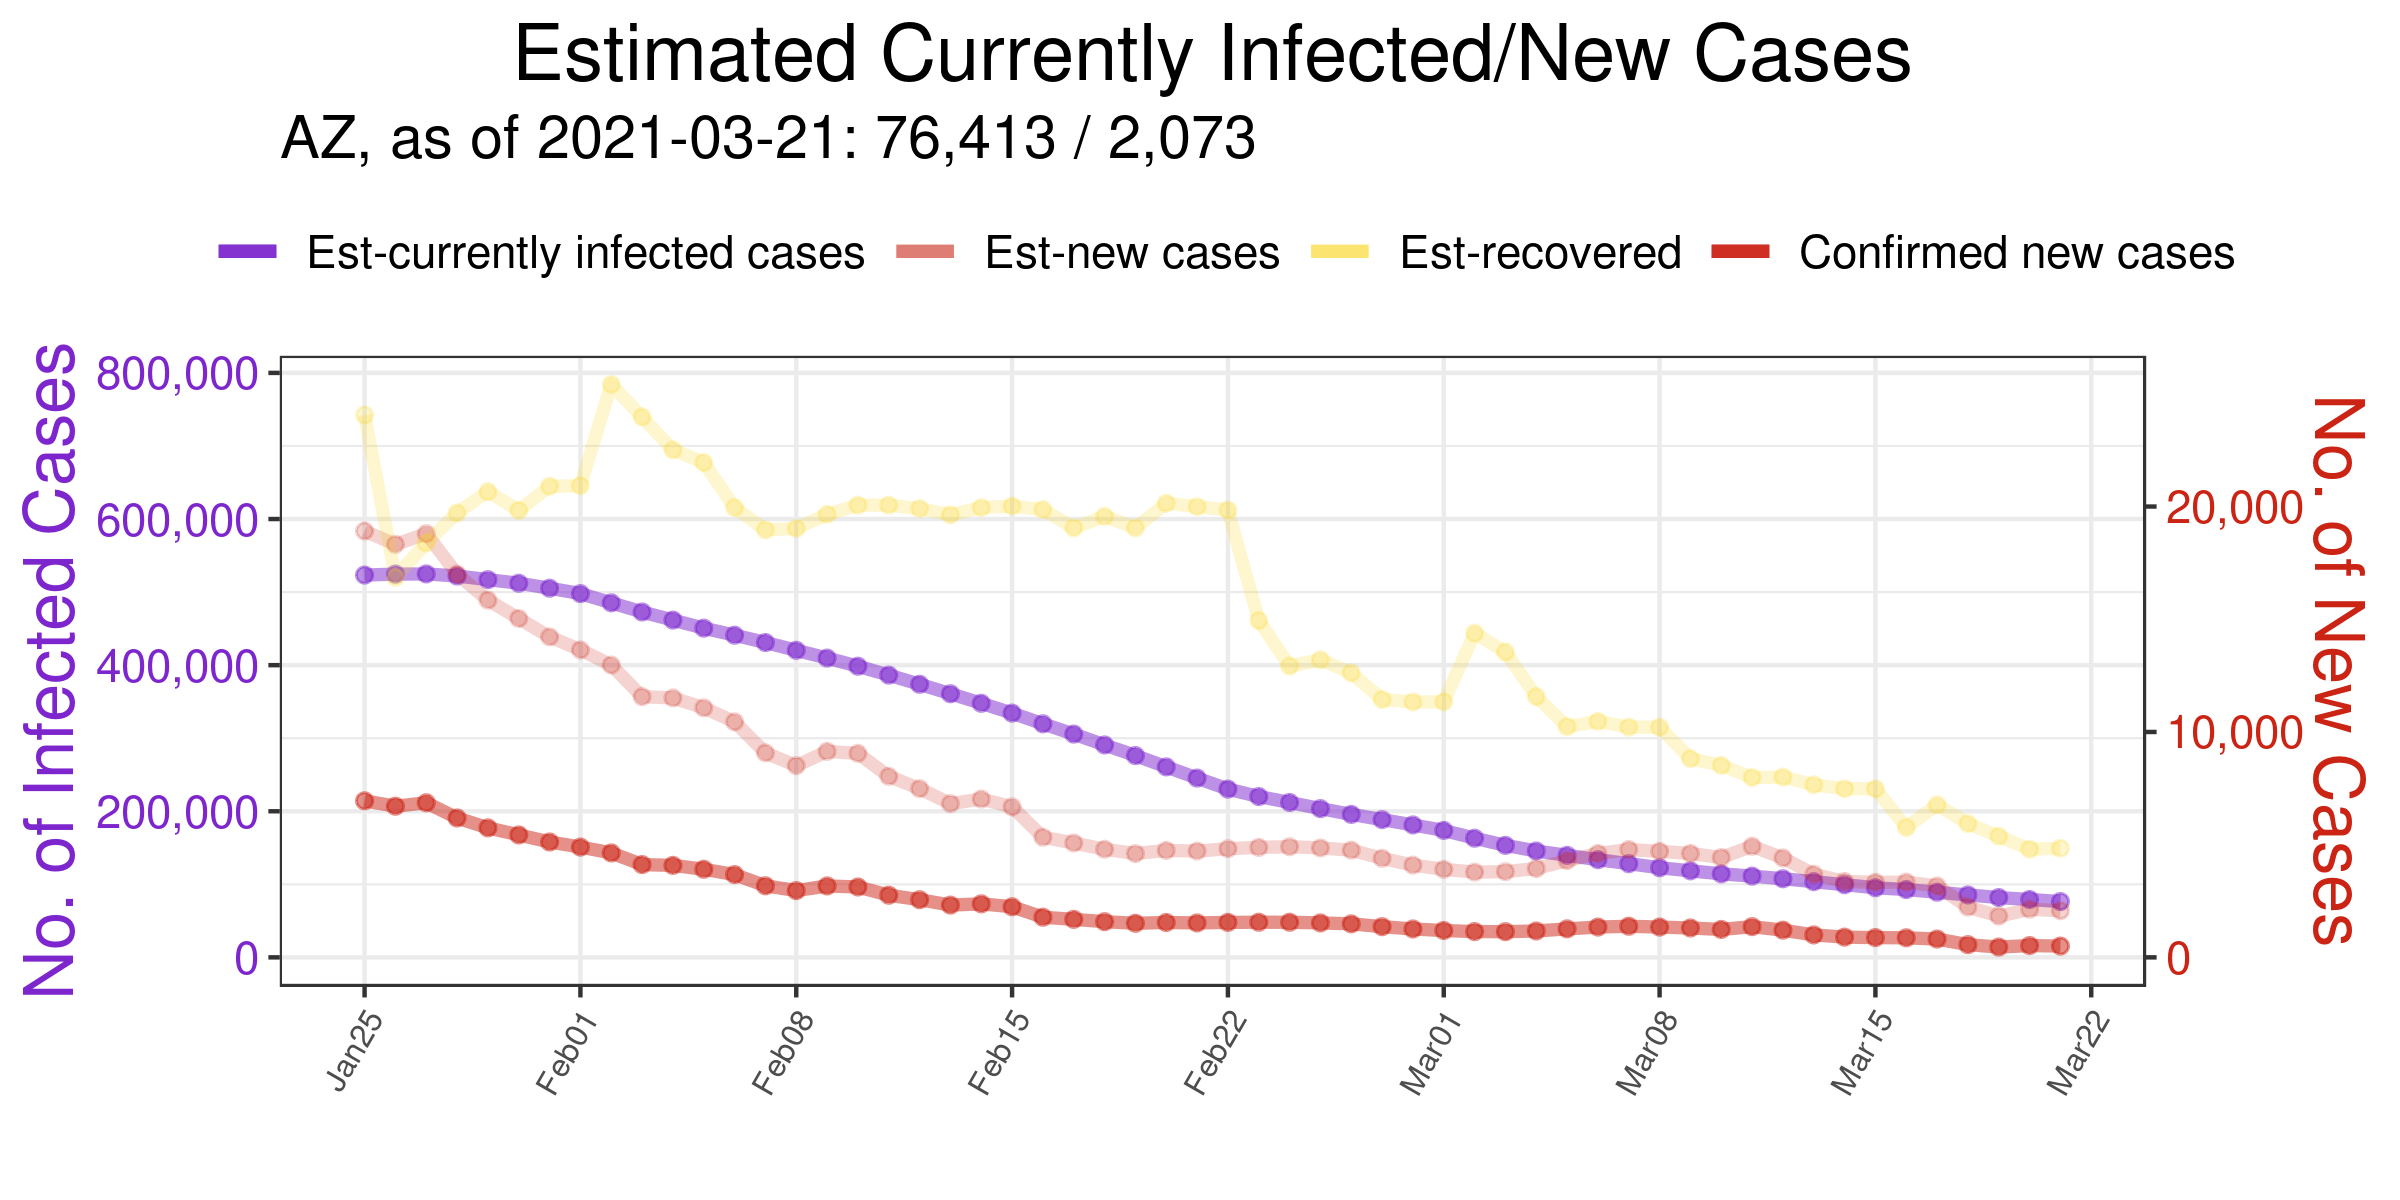 Estimated Currently Infected/New Cases
AZ, as of 2021-03-21: 76,413 / 2,073
Est-currently infected cases Est-new cases Est-recovered Confirmed new cases
No. of Infected Cases
800,000
600,000
400,000
200,000
0
20,000
10,000
0
No. of New Cases
Jan25 Feb01 Feb08 Feb15 Feb22 Mar01 Mar08 Mar15 Mar22